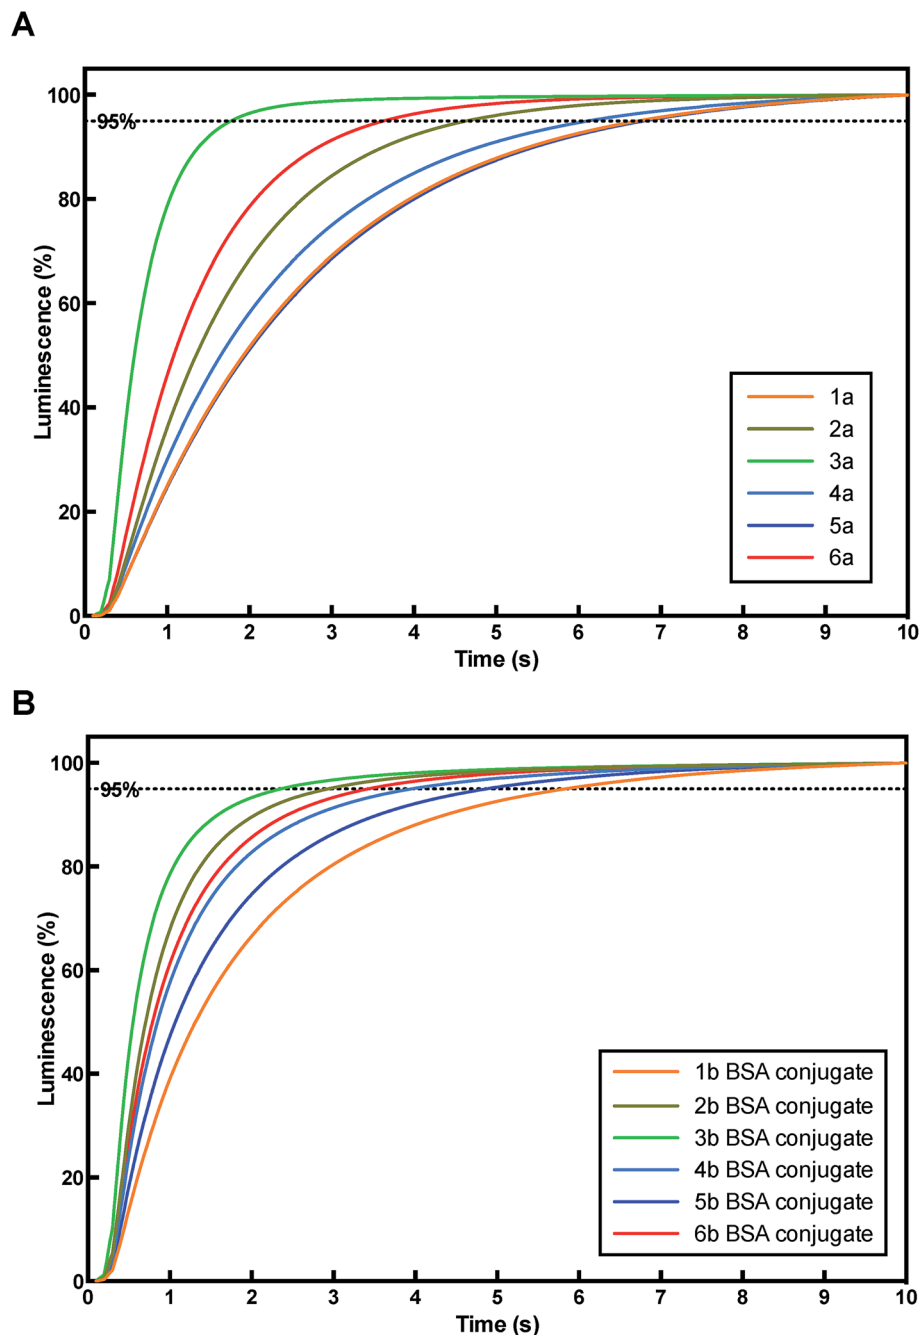 A
100
95%
80
60
40
20
0
Luminescence (%)
1a
2a
3a
4a
5a
6a
0 1 2 3 4 5 6 7 8 9 10
Time (s)
B
100
95%
80
60
40
20
0
Luminescence (%)
1b BSA conjugate
2b BSA conjugate
3b BSA conjugate
4b BSA conjugate
5b BSA conjugate
6b BSA conjugate
0 1 2 3 4 5 6 7 8 9 10
Time (s)